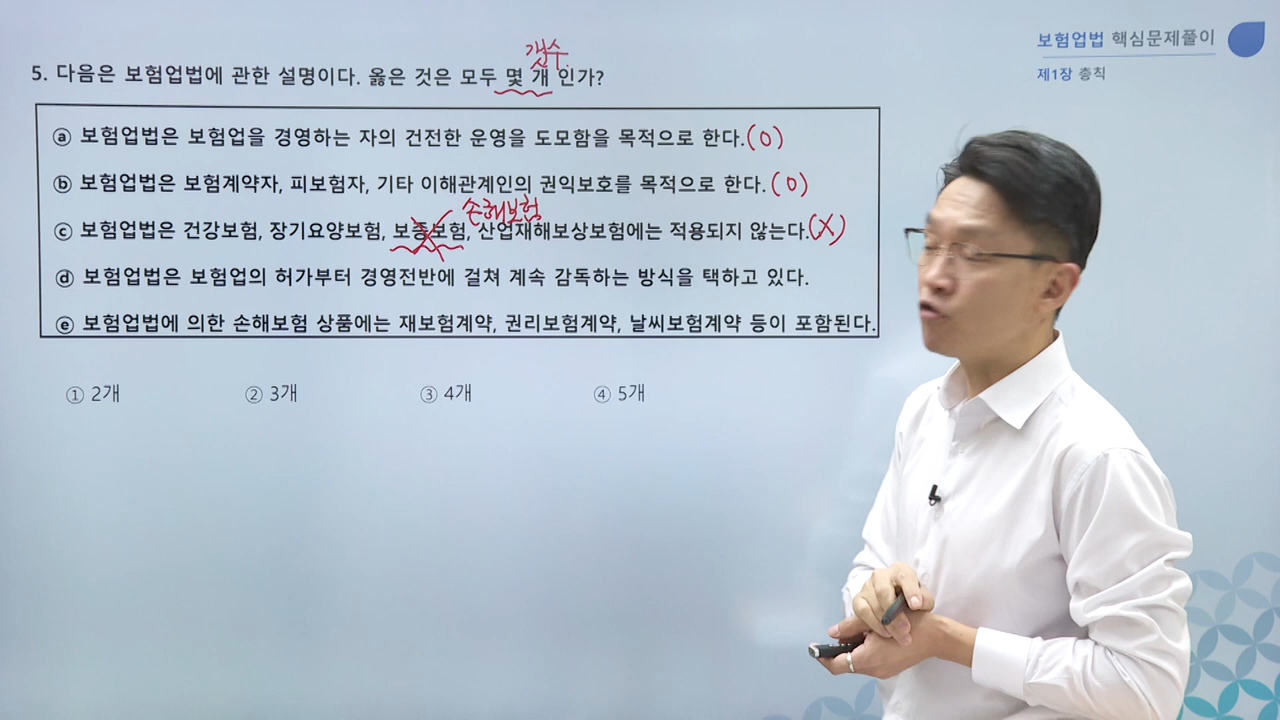 보험업법 핵심문제풀이
제1장 총칙
갯수
5. 다음은 보험업법에 관한 설명이다. 옳은 것은 모두 몇 개 인가?
ⓐ 보험업법은 보험업을 경영하는 자의 건전한 운영을 도모함을 목적으로 한다. (O)
ⓑ 보험업법은 보험계약자, 피보험자, 기타 이해관계인의 권익보호를 목적으로 한다. (O)
손해보험
ⓒ 보험업법은 건강보험, 장기요양보험, 보증보험, 산업재해보상보험에는 적용되지 않는다. (X)
ⓓ 보험업법은 보험업의 허가부터 경영전반에 걸쳐 계속 감독하는 방식을 택하고 있다.
ⓔ 보험업법에 의한 손해보험 상품에는 재보험계약, 권리보험계약, 날씨보험계약 등이 포함된다.
① 2개 ② 3개 ③ 4개 ④ 5개